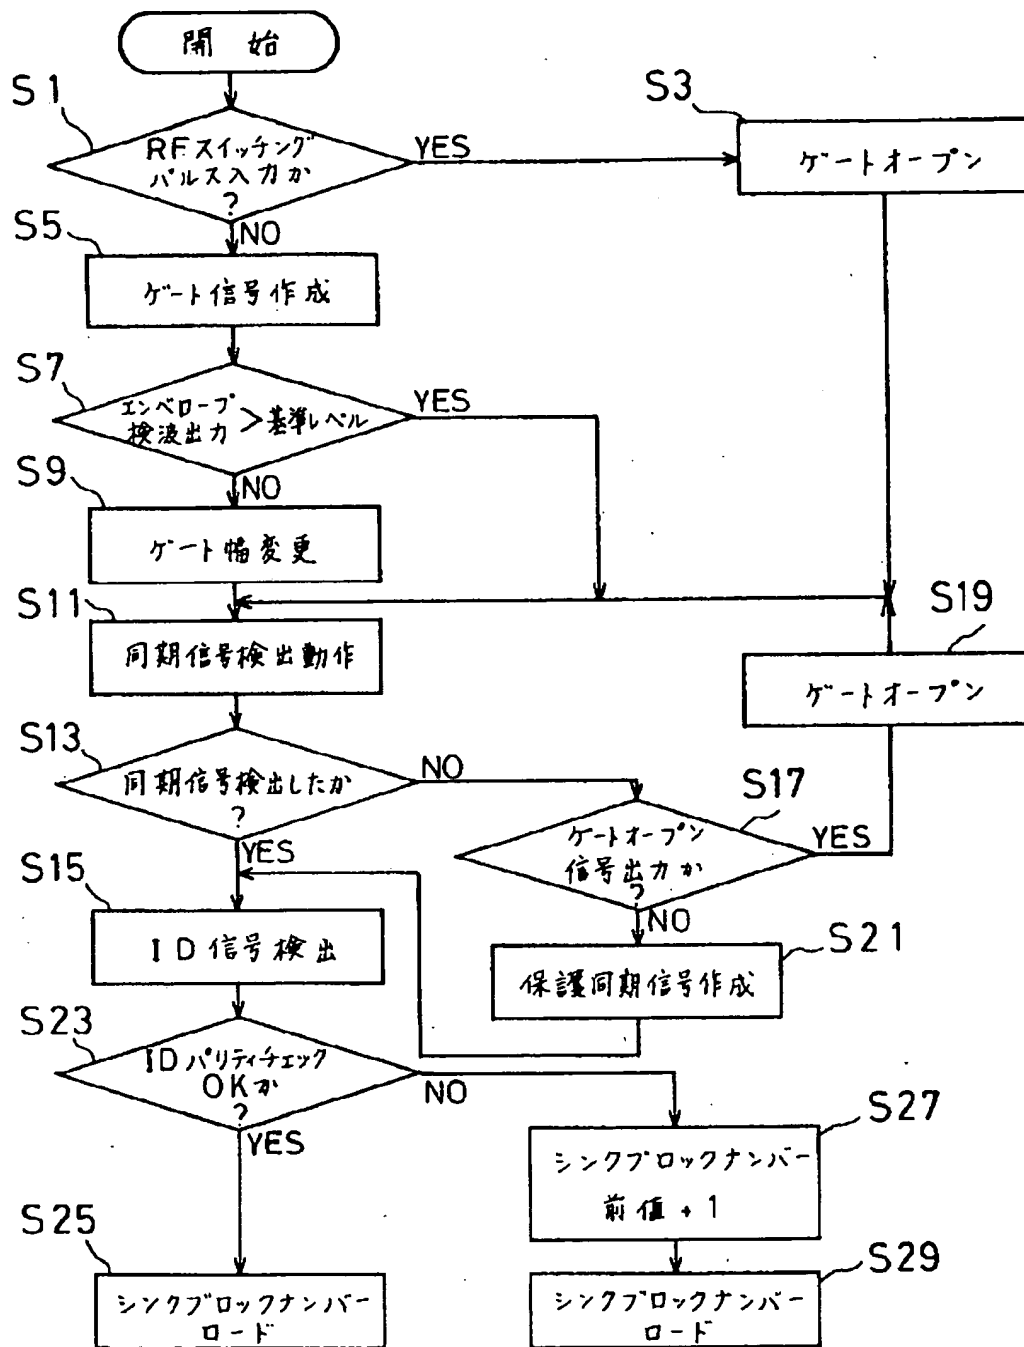 開始
S1
RFスイッチング
パルス入力か
?
YES
NO
S3
ゲートオープン
S5
ゲート信号作成
S7
エンベロープ
検波出力
>
基準レベル
YES
NO
S9
ゲート幅変更
S11
同期信号検出動作
S19
ゲートオープン
S13
同期信号検出したか
?
NO
YES
S17
ゲートオープン
信号出力か
?
YES
NO
S15
ID信号検出
S21
保護同期信号作成
S23
IDパリティチェック
OKか
?
NO
YES
S27
シンクブロックナンバー
前値+1
S25
シンクブロックナンバー
ロード
S29
シンクブロックナンバー
ロード